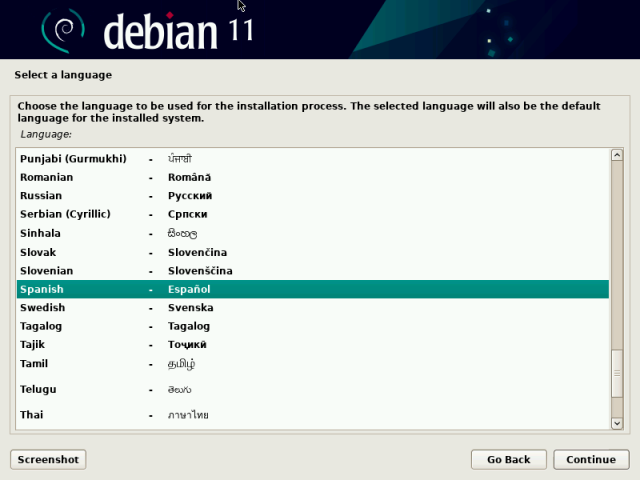 debian 11
Select a language
Choose the language to be used for the installation process. The selected language will also be the default
language for the installed system.
Language:
Punjabi (Gurmukhi) - ਪੰਜਾਬੀ
Romanian - Română
Russian - Русский
Serbian (Cyrillic) - Српски
Sinhala - සිංහල
Slovak - Slovenčina
Slovenian - Slovenščina
Spanish - Español
Swedish - Svenska
Tagalog - Tagalog
Tajik - Тоҷикӣ
Tamil - தமிழ்
Telugu - తెలుగు
Thai - ภาษาไทย
Screenshot Go Back Continue